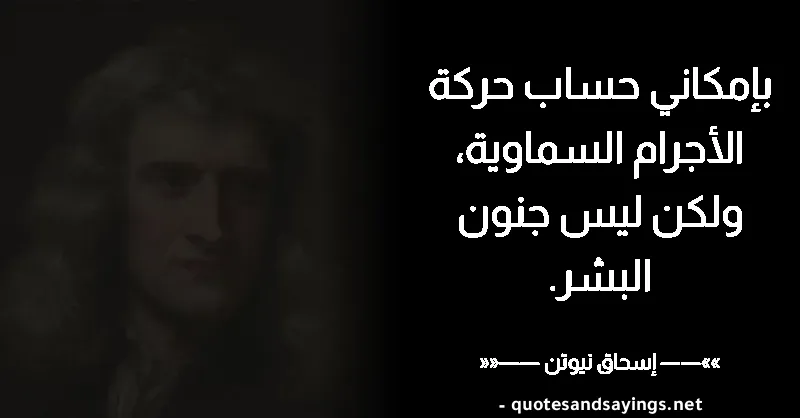 بإمكاني حساب حركة
الأجرام السماوية،
ولكن ليس جنون
البشر.
»»—— إسحاق نيوتن ——««
- quotesandsayings.net